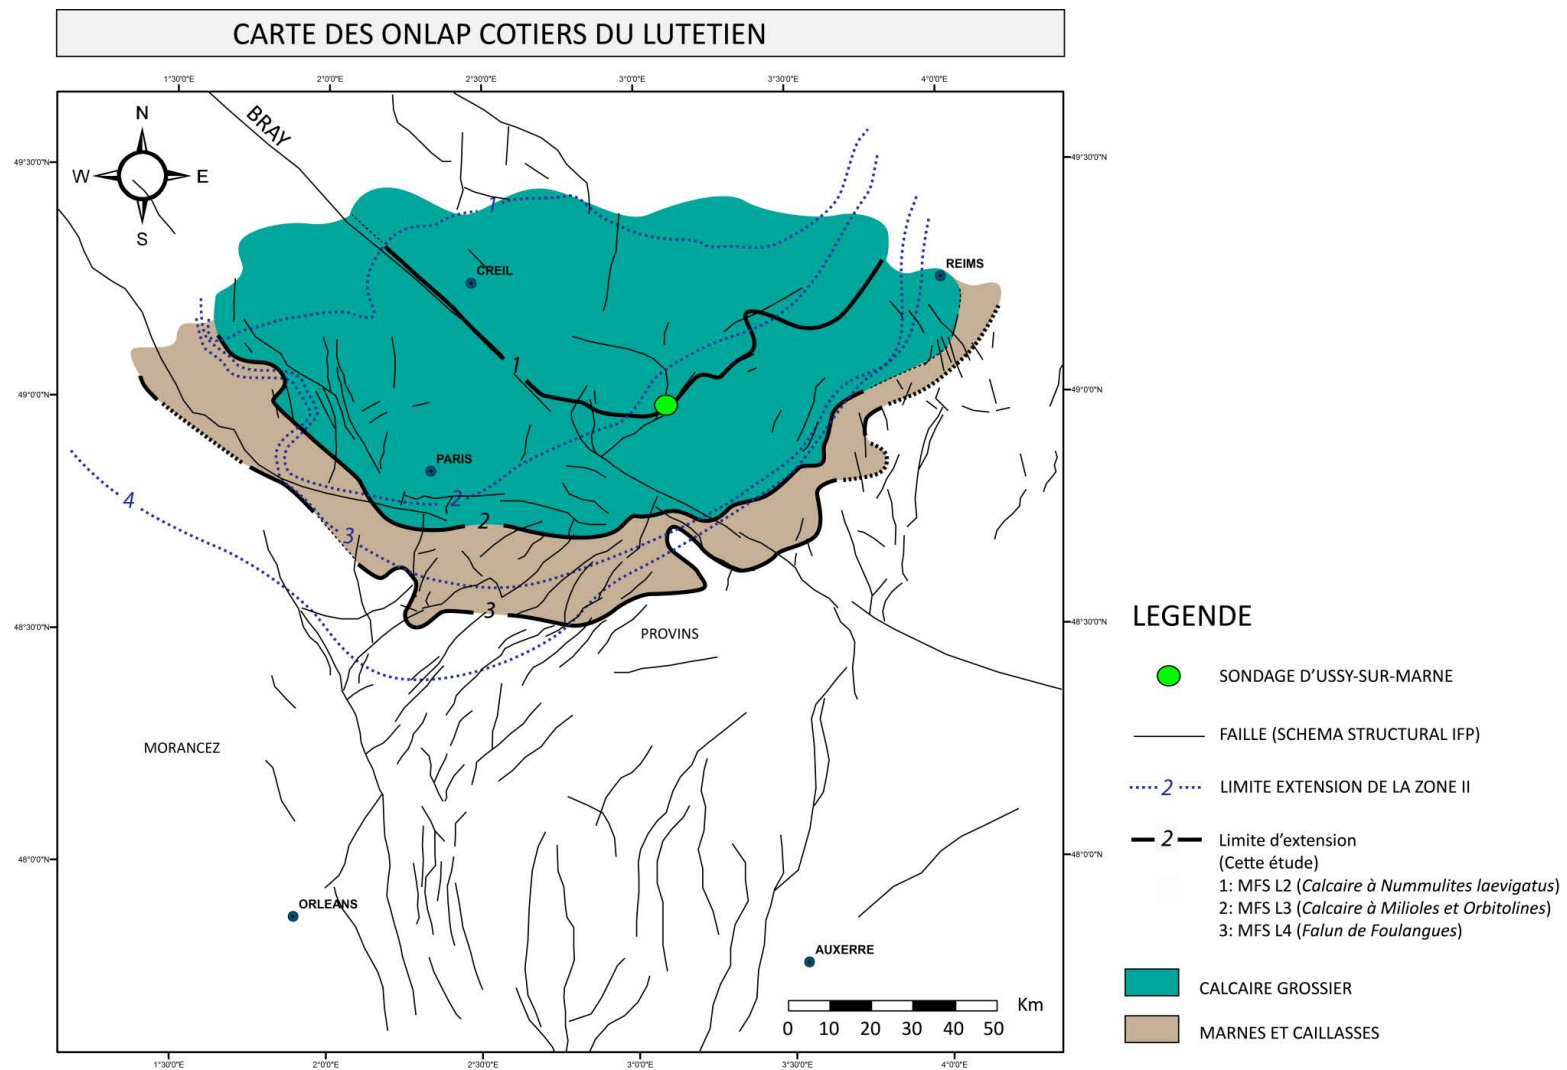 CARTE DES ONLAP COTIERS DU LUTETIEN
1°30'0"E 2°0'0"E 2°30'0"E 3°0'0"E 3°30'0"E 4°0'0"E
N
W E
S
BRAY
49°30'0"N 49°30'0"N
1
CREIL
REIMS
1
49°0'0"N 49°0'0"N
PARIS
2
4
2
3
3
48°30'0"N 48°30'0"N
PROVINS
MORANCEZ
48°0'0"N 48°0'0"N
ORLEANS
AUXERRE
Km
0 10 20 30 40 50
1°30'0"E 2°0'0"E 2°30'0"E 3°0'0"E 3°30'0"E 4°0'0"E
LEGENDE
SONDAGE D'USSY-SUR-MARNE
FAILLE (SCHEMA STRUCTURAL IFP)
2 LIMITE EXTENSION DE LA ZONE II
2 Limite d'extension
(Cette étude)
1: MFS L2 (Calcaire à Nummulites laevigatus)
2: MFS L3 (Calcaire à Milioles et Orbitolines)
3: MFS L4 (Falun de Foulangues)
CALCAIRE GROSSIER
MARNES ET CAILLASSES